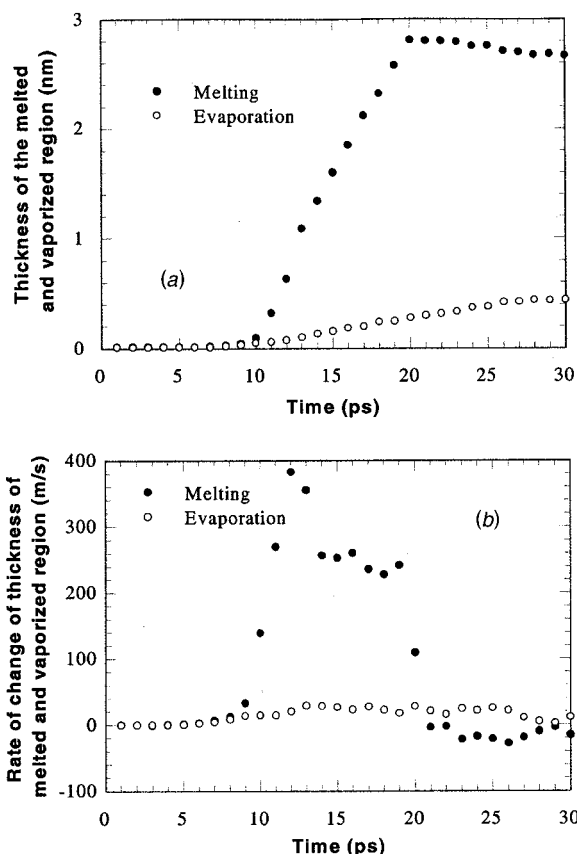 Thickness of the melted
and vaporized region (nm)
3
2
1
0
Melting
Evaporation
(a)
0 5 10 15 20 25 30
Time (ps)
Rate of change of thickness of
melted and vaporized region (m/s)
400
300
200
100
0
-100
Melting
Evaporation
(b)
0 5 10 15 20 25 30
Time (ps)